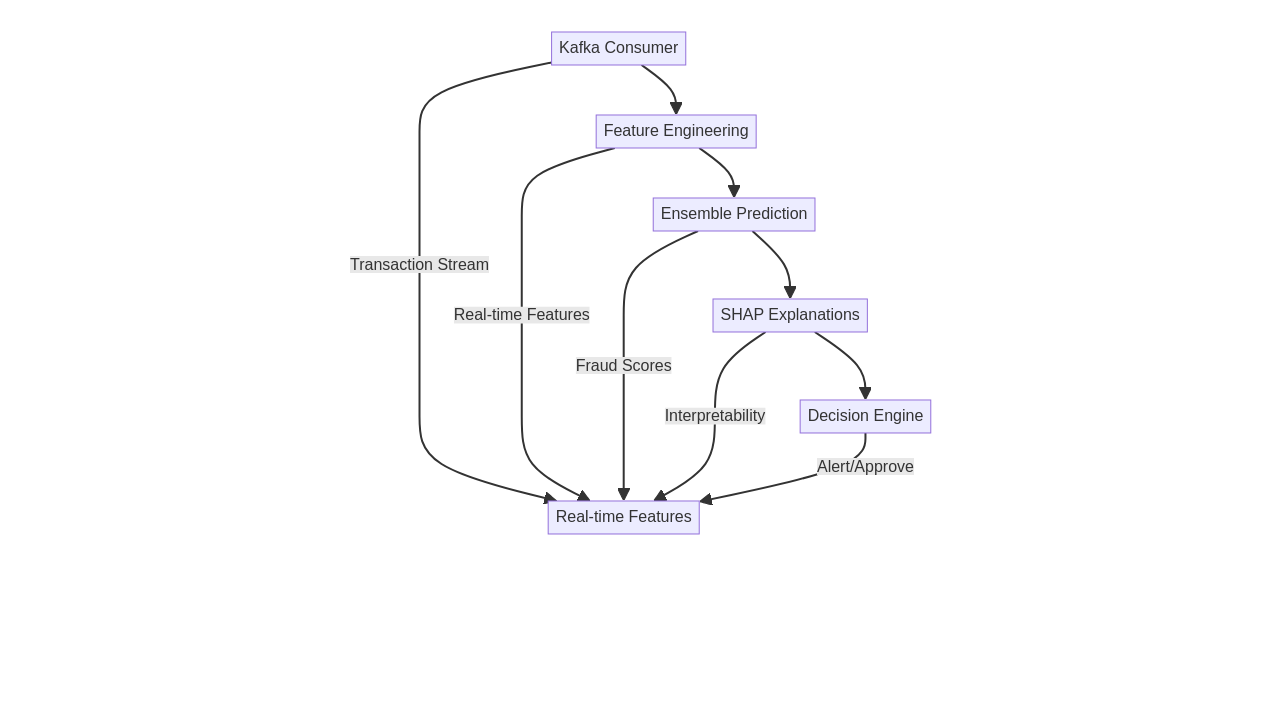 Kafka Consumer
Feature Engineering
Ensemble Prediction
Transaction Stream
Real-time Features
SHAP Explanations
Fraud Scores
Interpretability
Decision Engine
Alert/Approve
Real-time Features